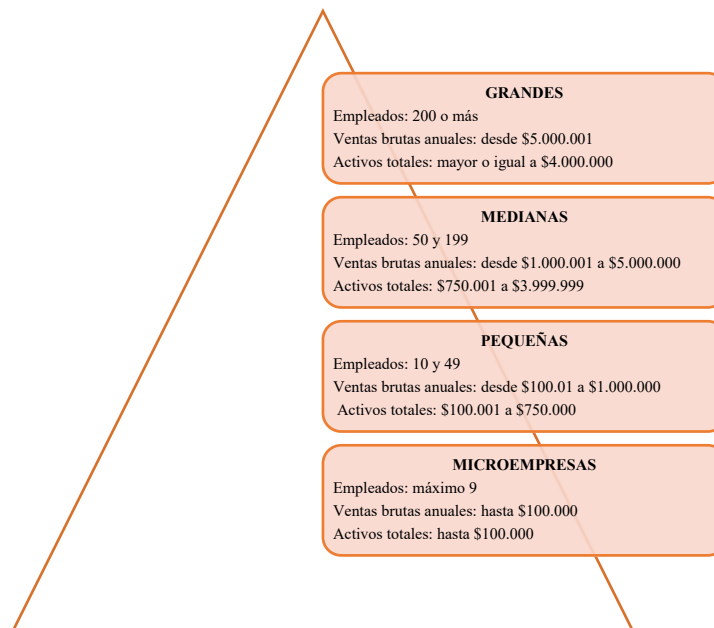 GRANDES
Empleados: 200 o más
Ventas brutas anuales: desde $5.000.001
Activos totales: mayor o igual a $4.000.000
MEDIANAS
Empleados: 50 y 199
Ventas brutas anuales: desde $1.000.001 a $5.000.000
Activos totales: $750.001 a $3.999.999
PEQUEÑAS
Empleados: 10 y 49
Ventas brutas anuales: desde $100.01 a $1.000.000
Activos totales: $100.001 a $750.000
MICROEMPRESAS
Empleados: máximo 9
Ventas brutas anuales: hasta $100.000
Activos totales: hasta $100.000